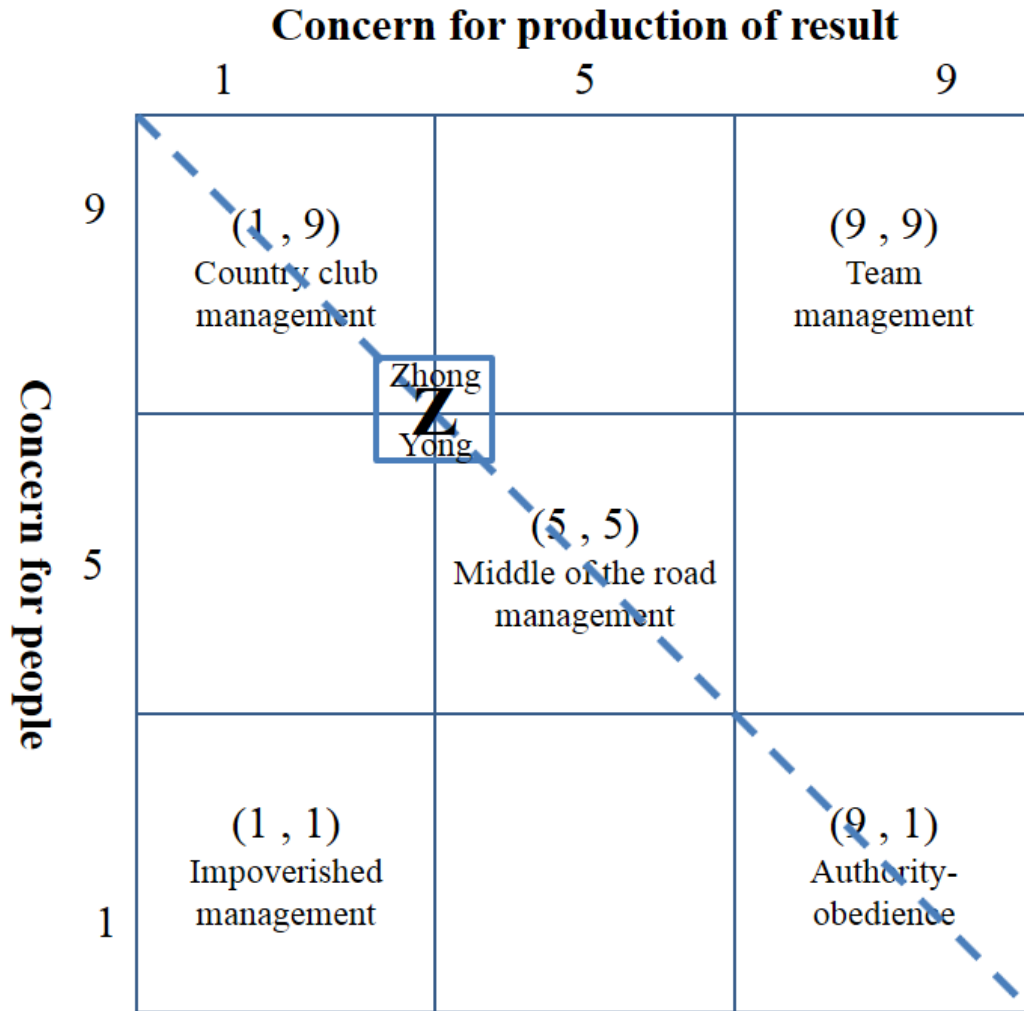 Concern for production of result
1 5 9
9
(1 , 9)
Country club
management
(9 , 9)
Team
management
Zhong
Z
Yong
Concern for people
5
(5 , 5)
Middle of the road
management
1
(1 , 1)
Impoverished
management
(9 , 1)
Authority-
obedience